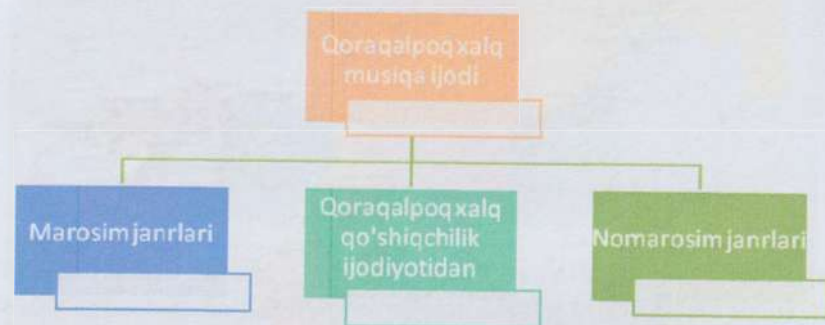 Qoraqalpoq xalq
musiqa ijodi
Marosim janrlari
Qoraqalpoq xalq
qo'shiqchilik
ijodiyotidan
Nomarosim janrlari